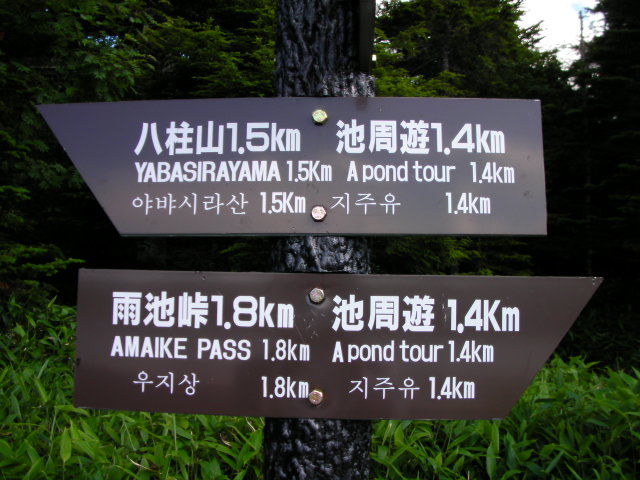 八柱山1.5km 池周遊1.4km
YABASIRAYAMA 1.5Km A pond tour 1.4km
야뱌시라산 1.5Km 지주유 1.4km
雨池峠1.8km 池周遊 1.4Km
AMAIKE PASS 1.8km A pond tour 1.4km
우지상 1.8km 지주유 1.4km